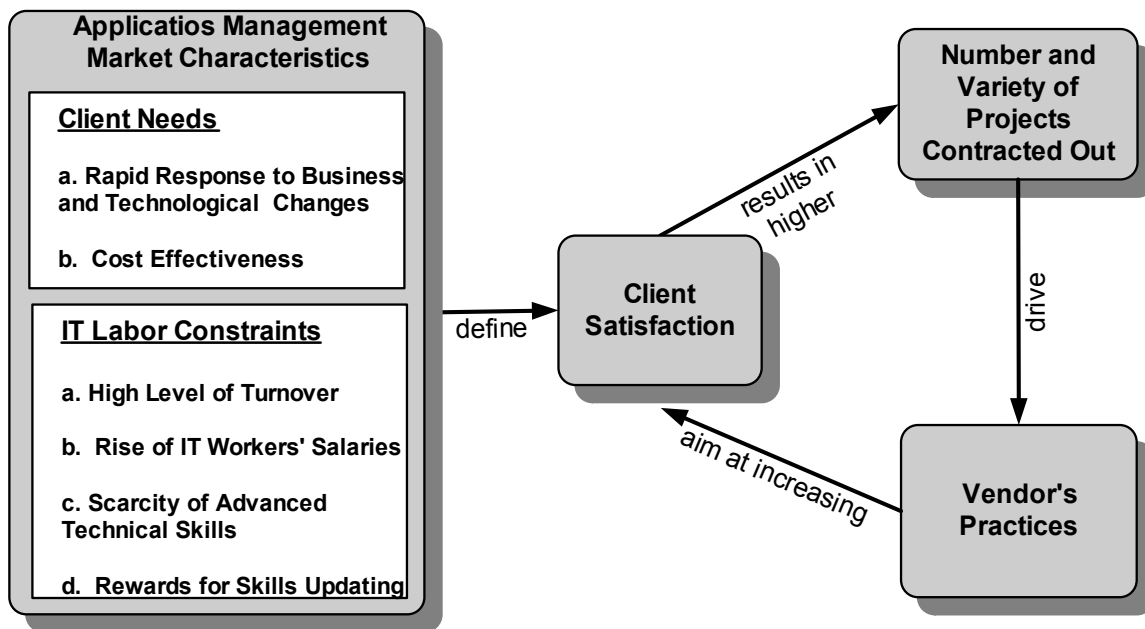 Applicatios Management
Market Characteristics
Client Needs
a. Rapid Response to Business
and Technological Changes
b. Cost Effectiveness
IT Labor Constraints
a. High Level of Turnover
b. Rise of IT Workers' Salaries
c. Scarcity of Advanced
Technical Skills
d. Rewards for Skills Updating
define
Client
Satisfaction
results in
higher
Number and
Variety of
Projects
Contracted Out
drive
Vendor's
Practices
aim at increasing